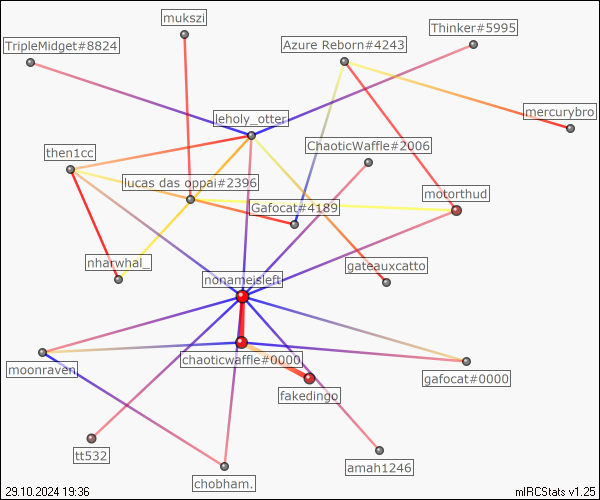 mukszi
Thinker#5995
TripleMidget#8824
Azure Reborn#4243
mercurybro
leholy_otter
ChaoticWaffle#2006
then1cc
lucas das oppai#2396
motorthud
Gafocat#4189
nharwhal_
gateauxcatto
nonameisleft
chaoticwaffle#0000
moonraven
gafocat#0000
fakedingo
tt532
amah1246
chobham.
29.10.2024 19:36
mIRCStats v1.25